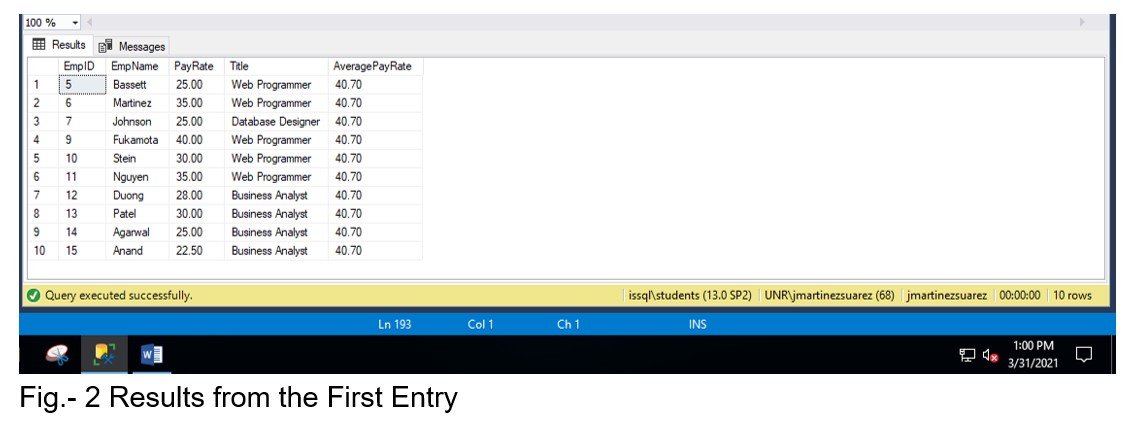 100 %
Results Messages
EmpID EmpName PayRate Title AveragePayRate
1 5 Bassett 25.00 Web Programmer 40.70
2 6 Martinez 35.00 Web Programmer 40.70
3 7 Johnson 25.00 Database Designer 40.70
4 9 Fukamota 40.00 Web Programmer 40.70
5 10 Stein 30.00 Web Programmer 40.70
6 11 Nguyen 35.00 Web Programmer 40.70
7 12 Duong 28.00 Business Analyst 40.70
8 13 Patel 30.00 Business Analyst 40.70
9 14 Agarwal 25.00 Business Analyst 40.70
10 15 Anand 22.50 Business Analyst 40.70
Query executed successfully. issql\students (13.0 SP2) UNR\jmartinezsuarez (68) jmartinezsuarez 00:00:00 10 rows
Ln 193 Col 1 Ch 1 INS
W
1:00 PM
3/31/2021
Fig.- 2 Results from the First Entry